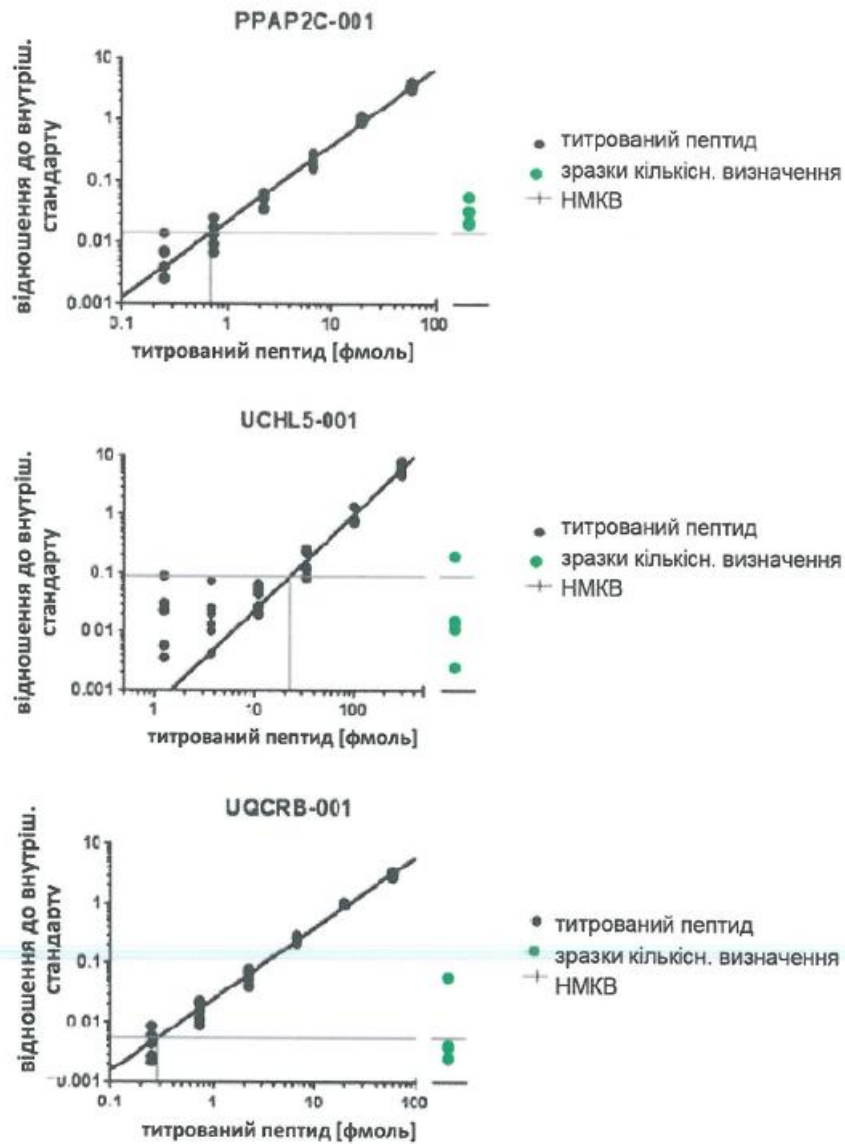 PPAP2C-001
відношення до внутріш.
стандарту
10
1
0.1
0.01
0.001
0.1 1 10 100
титрований пептид [фмоль]
титрований пептид
зразки кількісн. визначення
НМКВ
UCHL5-001
відношення до внутріш.
стандарту
10
1
0.1
0.01
0.001
1 10 100
титрований пептид [фмоль]
титрований пептид
зразки кількісн. визначення
НМКВ
UQCRB-001
відношення до внутріш.
стандарту
10
1
0.1
0.01
0.001
0.1 1 10 100
титрований пептид [фмоль]
титрований пептид
зразки кількісн. визначення
НМКВ